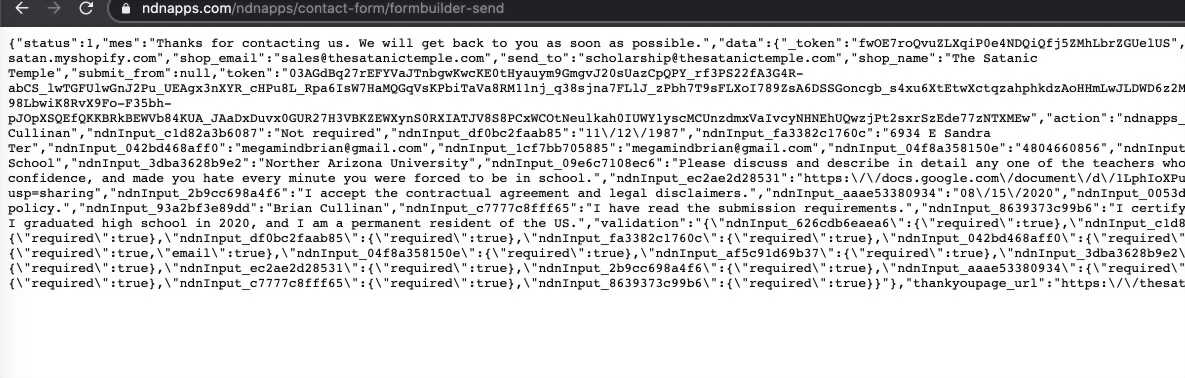 ndnapps.com/ndnapps/contact-form/formbuilder-send
{"status":1,"mes":"Thanks for contacting us. We will get back to you as soon as possible.","data":{"_token":"fwOE7roQvuZLXqiP0e4NDQiQfj5ZMhLbrZGUelUS",
satan.myshopify.com","shop_email":"sales@thesatanictemple.com","send_to":"scholarship@thesatanictemple.com","shop_name":"The Satanic
Temple","submit_from":null,"token":"03AGdBq27rEFYVaJTnbgwKwcKE0tHyauym9GmgvJ20sUazCpQPY_rf3PS22fA3G4R-
abCS_lwTGFUlwGnJ2Pu_UEAgx3nXYR_cHPu8L_Rpa6IsW7HaMQGqVsKPbiTaVa8RM11nj_q38sjna7FLlJ_zPbh7T9sFLXoI789ZsA6DSSGoncgb_s4xu6XtEtwXctqzahphkdzAoHHmLwJLDWD6z2M
98LbwiK8RvX9Fo-F35bh-
pJOpXSQEfQKKBRkBEWVb84KUA_JAaDxDuvx0GUR27H3VBKZEWXynS0RXIATJV8S8PCxWCOtNeulkah0IUWYlyscMCUnzdmxVaIvcyNHNEhUQwzjPt2sxrSzEde77zNTXMEw","action":"ndnapps_
Cullinan","ndnInput_c1d82a3b6087":"Not required","ndnInput_df0bc2faab85":"11\/12\/1987","ndnInput_fa3382c1760c":"6934 E Sandra
Ter","ndnInput_042bd468aff0":"megamindbrian@gmail.com","ndnInput_1cf7bb705885":"megamindbrian@gmail.com","ndnInput_04f8a358150e":"4804660856","ndnInput_
School","ndnInput_3dba3628b9e2":"Norther Arizona University","ndnInput_09e6c7108ec6":"Please discuss and describe in detail any one of the teachers who
confidence, and made you hate every minute you were forced to be in school.","ndnInput_ec2ae2d28531":"https:\/\/docs.google.com\/document\/d\/1LphIoXPu
usp=sharing","ndnInput_2b9cc698a4f6":"I accept the contractual agreement and legal disclaimers.","ndnInput_aaae53380934":"08\/15\/2020","ndnInput_0053d
policy.","ndnInput_93a2bf3e89dd":"Brian Cullinan","ndnInput_c7777c8fff65":"I have read the submission requirements.","ndnInput_8639373c99b6":"I certify
I graduated high school in 2020, and I am a permanent resident of the US.","validation":"{\"ndnInput_626cdb6eaea6\":{\"required\":true},\"ndnInput_c1d8
{\"required\":true},\"ndnInput_df0bc2faab85\":{\"required\":true},\"ndnInput_fa3382c1760c\":{\"required\":true},\"ndnInput_042bd468aff0\":{\"required\"
{\"required\":true,\"email\":true},\"ndnInput_04f8a358150e\":{\"required\":true},\"ndnInput_af5c91d69b37\":{\"required\":true},\"ndnInput_3dba3628b9e2\
{\"required\":true},\"ndnInput_ec2ae2d28531\":{\"required\":true},\"ndnInput_2b9cc698a4f6\":{\"required\":true},\"ndnInput_aaae53380934\":{\"required\"
{\"required\":true},\"ndnInput_c7777c8fff65\":{\"required\":true},\"ndnInput_8639373c99b6\":{\"required\":true}}"},"thankyoupage_url":"https:\/\/thesat